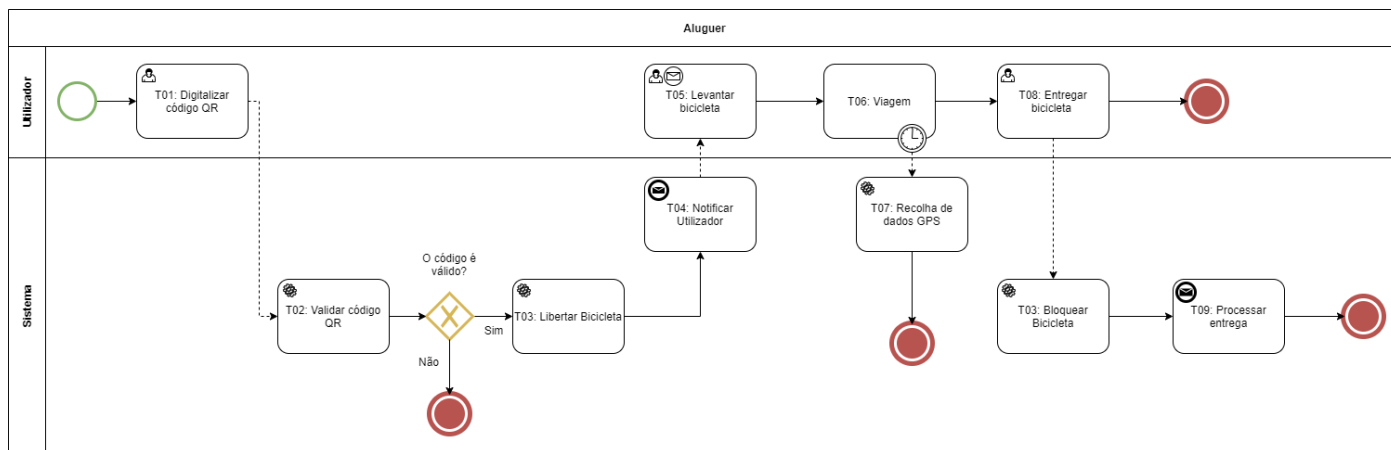 Aluguer
Utilizador
T01: Digitalizar
código QR
T05: Levantar
bicicleta
T06: Viagem
T08: Entregar
bicicleta
Sistema
T04: Notificar
Utilizador
T07: Recolha de
dados GPS
O código é
válido?
T02: Validar código
QR
Sim
Não
T03: Libertar Bicicleta
T03: Bloquear
Bicicleta
T09: Processar
entrega